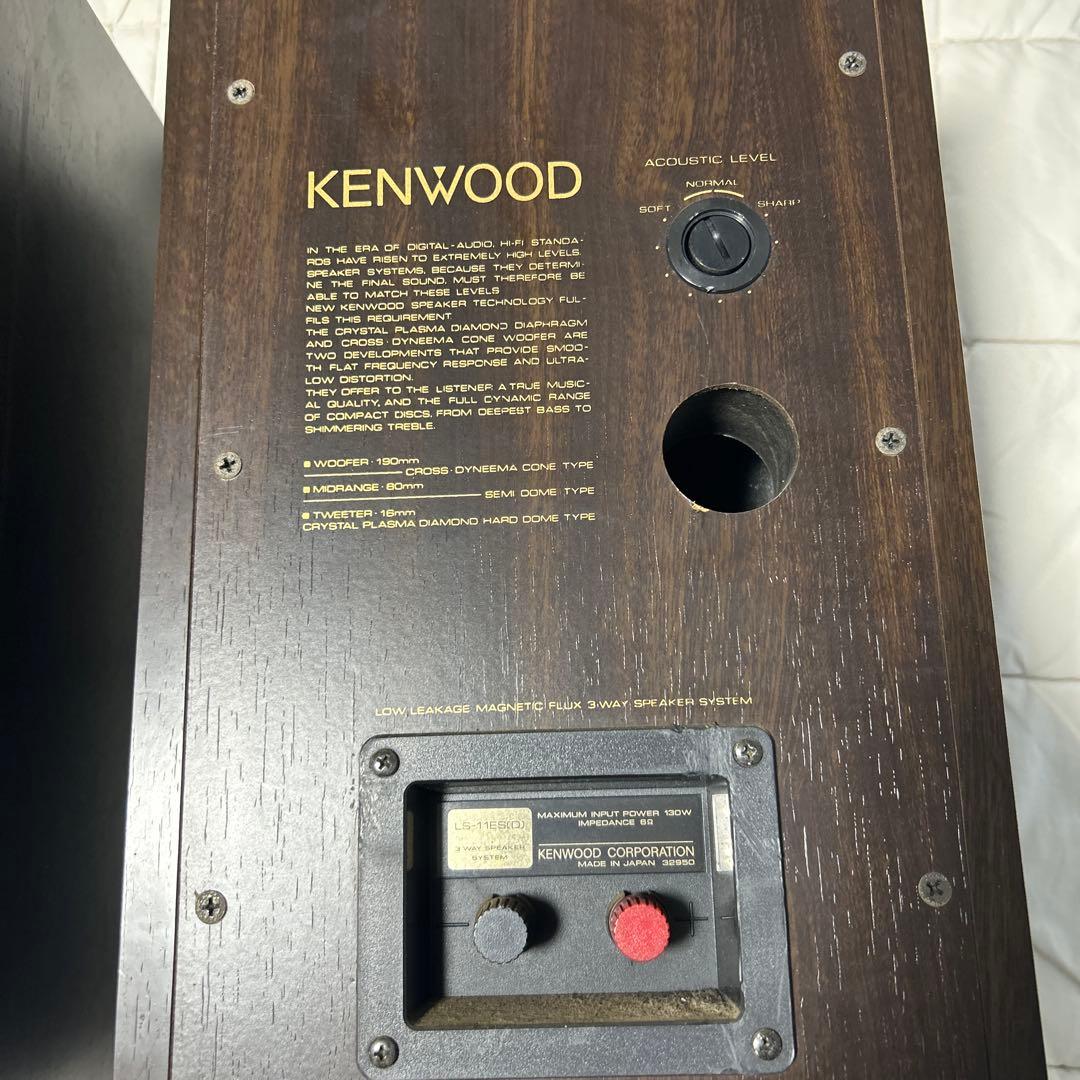 KENWOOD
IN THE ERA OF DIGITAL-AUDIO, HI-FI STANDA-
RDS HAVE RISEN TO EXTREMELY HIGH LEVELS.
SPEAKER SYSTEMS, BECAUSE THEY DETERMI-
NE THE FINAL SOUND, MUST THEREFORE BE
ABLE TO MATCH THESE LEVELS
NEW KENWOOD SPEAKER TECHNOLOGY FUL-
FILS THIS REQUIREMENT.
THE CRYSTAL PLASMA DIAMOND DIAPHRAGM
AND CROSS·DYNEEMA CONE WOOFER ARE
TWO DEVELOPMENTS THAT PROVIDE SMOO-
TH FLAT FREQUENCY RESPONSE AND ULTRA-
LOW DISTORTION.
THEY OFFER TO THE LISTENER A TRUE MUSIC-
AL QUALITY, AND THE FULL DYNAMIC RANGE
OF COMPACT DISCS, FROM DEEPEST BASS TO
SHIMMERING TREBLE.
■ WOOFER·190mm
CROSS·DYNEEMA CONE TYPE
■ MIDRANGE·80mm
SEMI DOME TYPE
■ TWEETER·16mm
CRYSTAL PLASMA DIAMOND HARD DOME TYPE
ACOUSTIC LEVEL
NORMAL
SOFT SHARP
LOW LEAKAGE MAGNETIC FLUX 3·WAY SPEAKER SYSTEM
LS-11ES(D)
3 WAY SPEAKER
SYSTEM
MAXIMUM INPUT POWER 130W
IMPEDANCE 6Ω
KENWOOD CORPORATION
MADE IN JAPAN 32950
− +